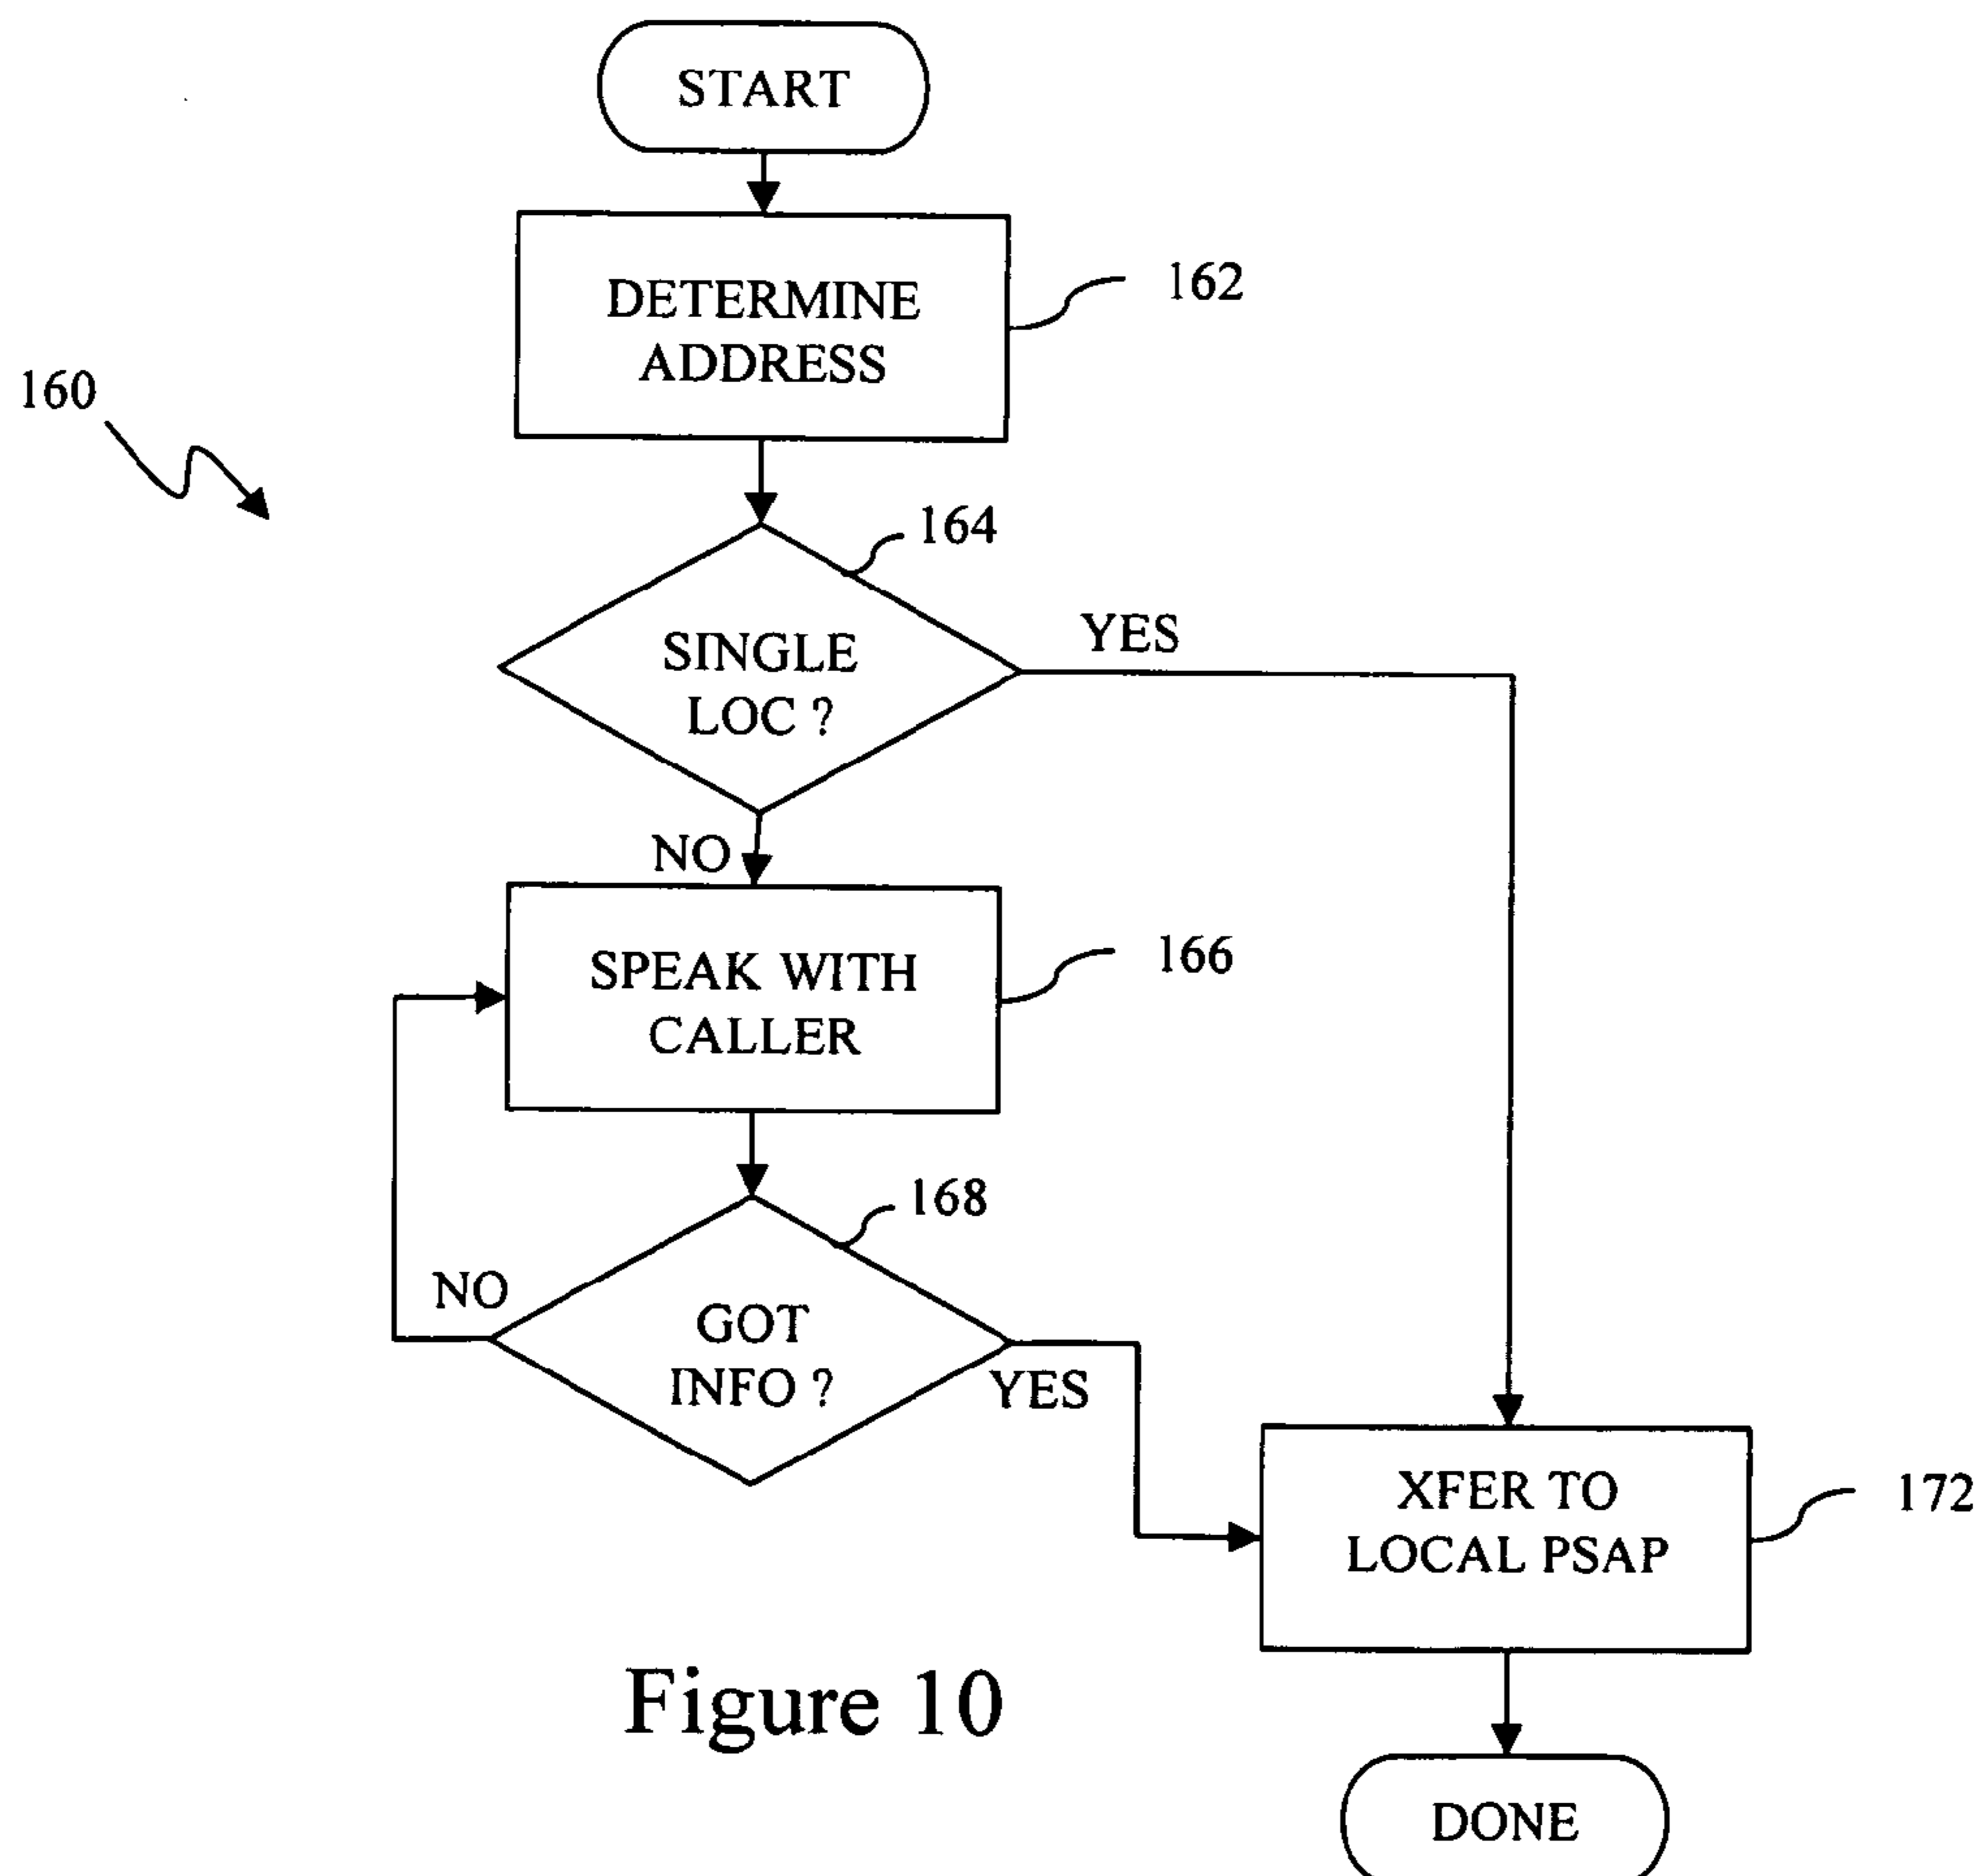 START
DETERMINE
ADDRESS
162
160
164
SINGLE
LOC ?
YES
NO
SPEAK WITH
CALLER
166
168
NO
GOT
INFO ?
YES
XFER TO
LOCAL PSAP
172
Figure 10
DONE